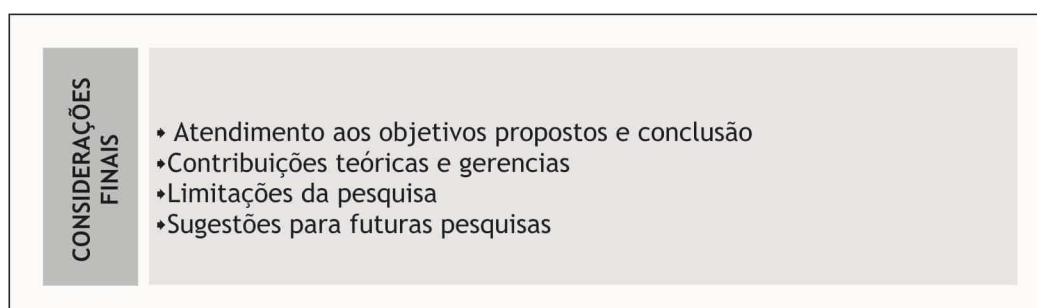 CONSIDERAÇÕES
FINAIS
➧ Atendimento aos objetivos propostos e conclusão
➧Contribuições teóricas e gerencias
➧Limitações da pesquisa
➧Sugestões para futuras pesquisas